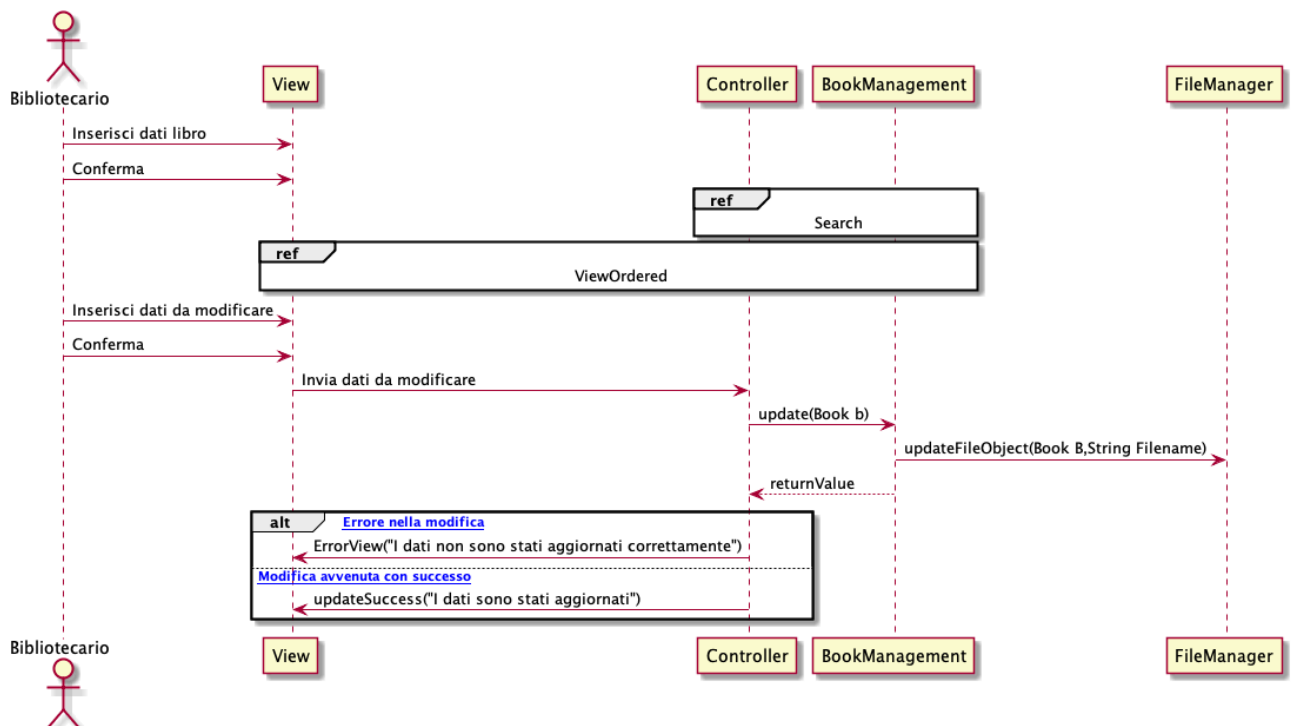 Bibliotecario
View
Controller
BookManagement
FileManager
Inserisci dati libro
Conferma
ref
Search
ref
ViewOrdered
Inserisci dati da modificare
Conferma
Invia dati da modificare
update(Book b)
updateFileObject(Book B,String Filename)
returnValue
alt
Errore nella modifica
ErrorView("I dati non sono stati aggiornati correttamente")
Modifica avvenuta con successo
updateSuccess("I dati sono stati aggiornati")
Bibliotecario
View
Controller
BookManagement
FileManager